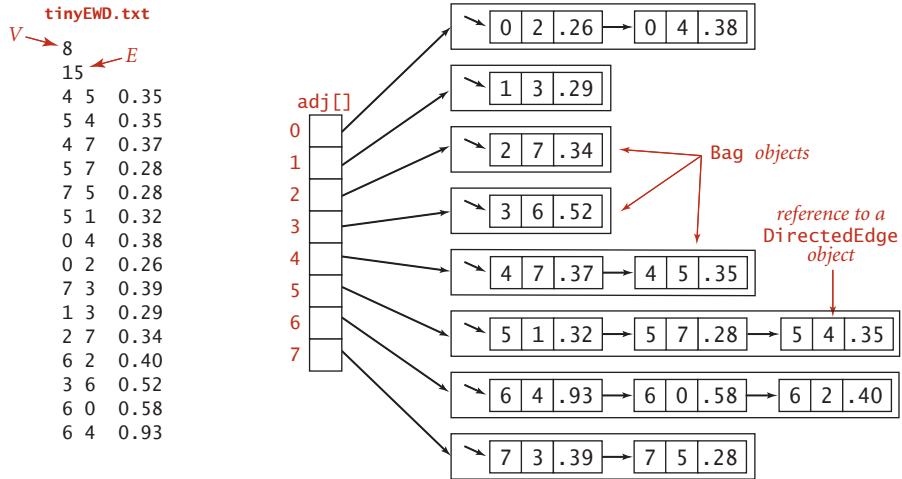 tinyEWD.txt
V
8
E
15
4 5 0.35
5 4 0.35
4 7 0.37
5 7 0.28
7 5 0.28
5 1 0.32
0 4 0.38
0 2 0.26
7 3 0.39
1 3 0.29
2 7 0.34
6 2 0.40
3 6 0.52
6 0 0.58
6 4 0.93
adj[]
0
1
2
3
4
5
6
7
0 2 .26 0 4 .38
1 3 .29
2 7 .34
3 6 .52
4 7 .37 4 5 .35
5 1 .32 5 7 .28 5 4 .35
6 4 .93 6 0 .58 6 2 .40
7 3 .39 7 5 .28
Bag objects
reference to a
DirectedEdge
object